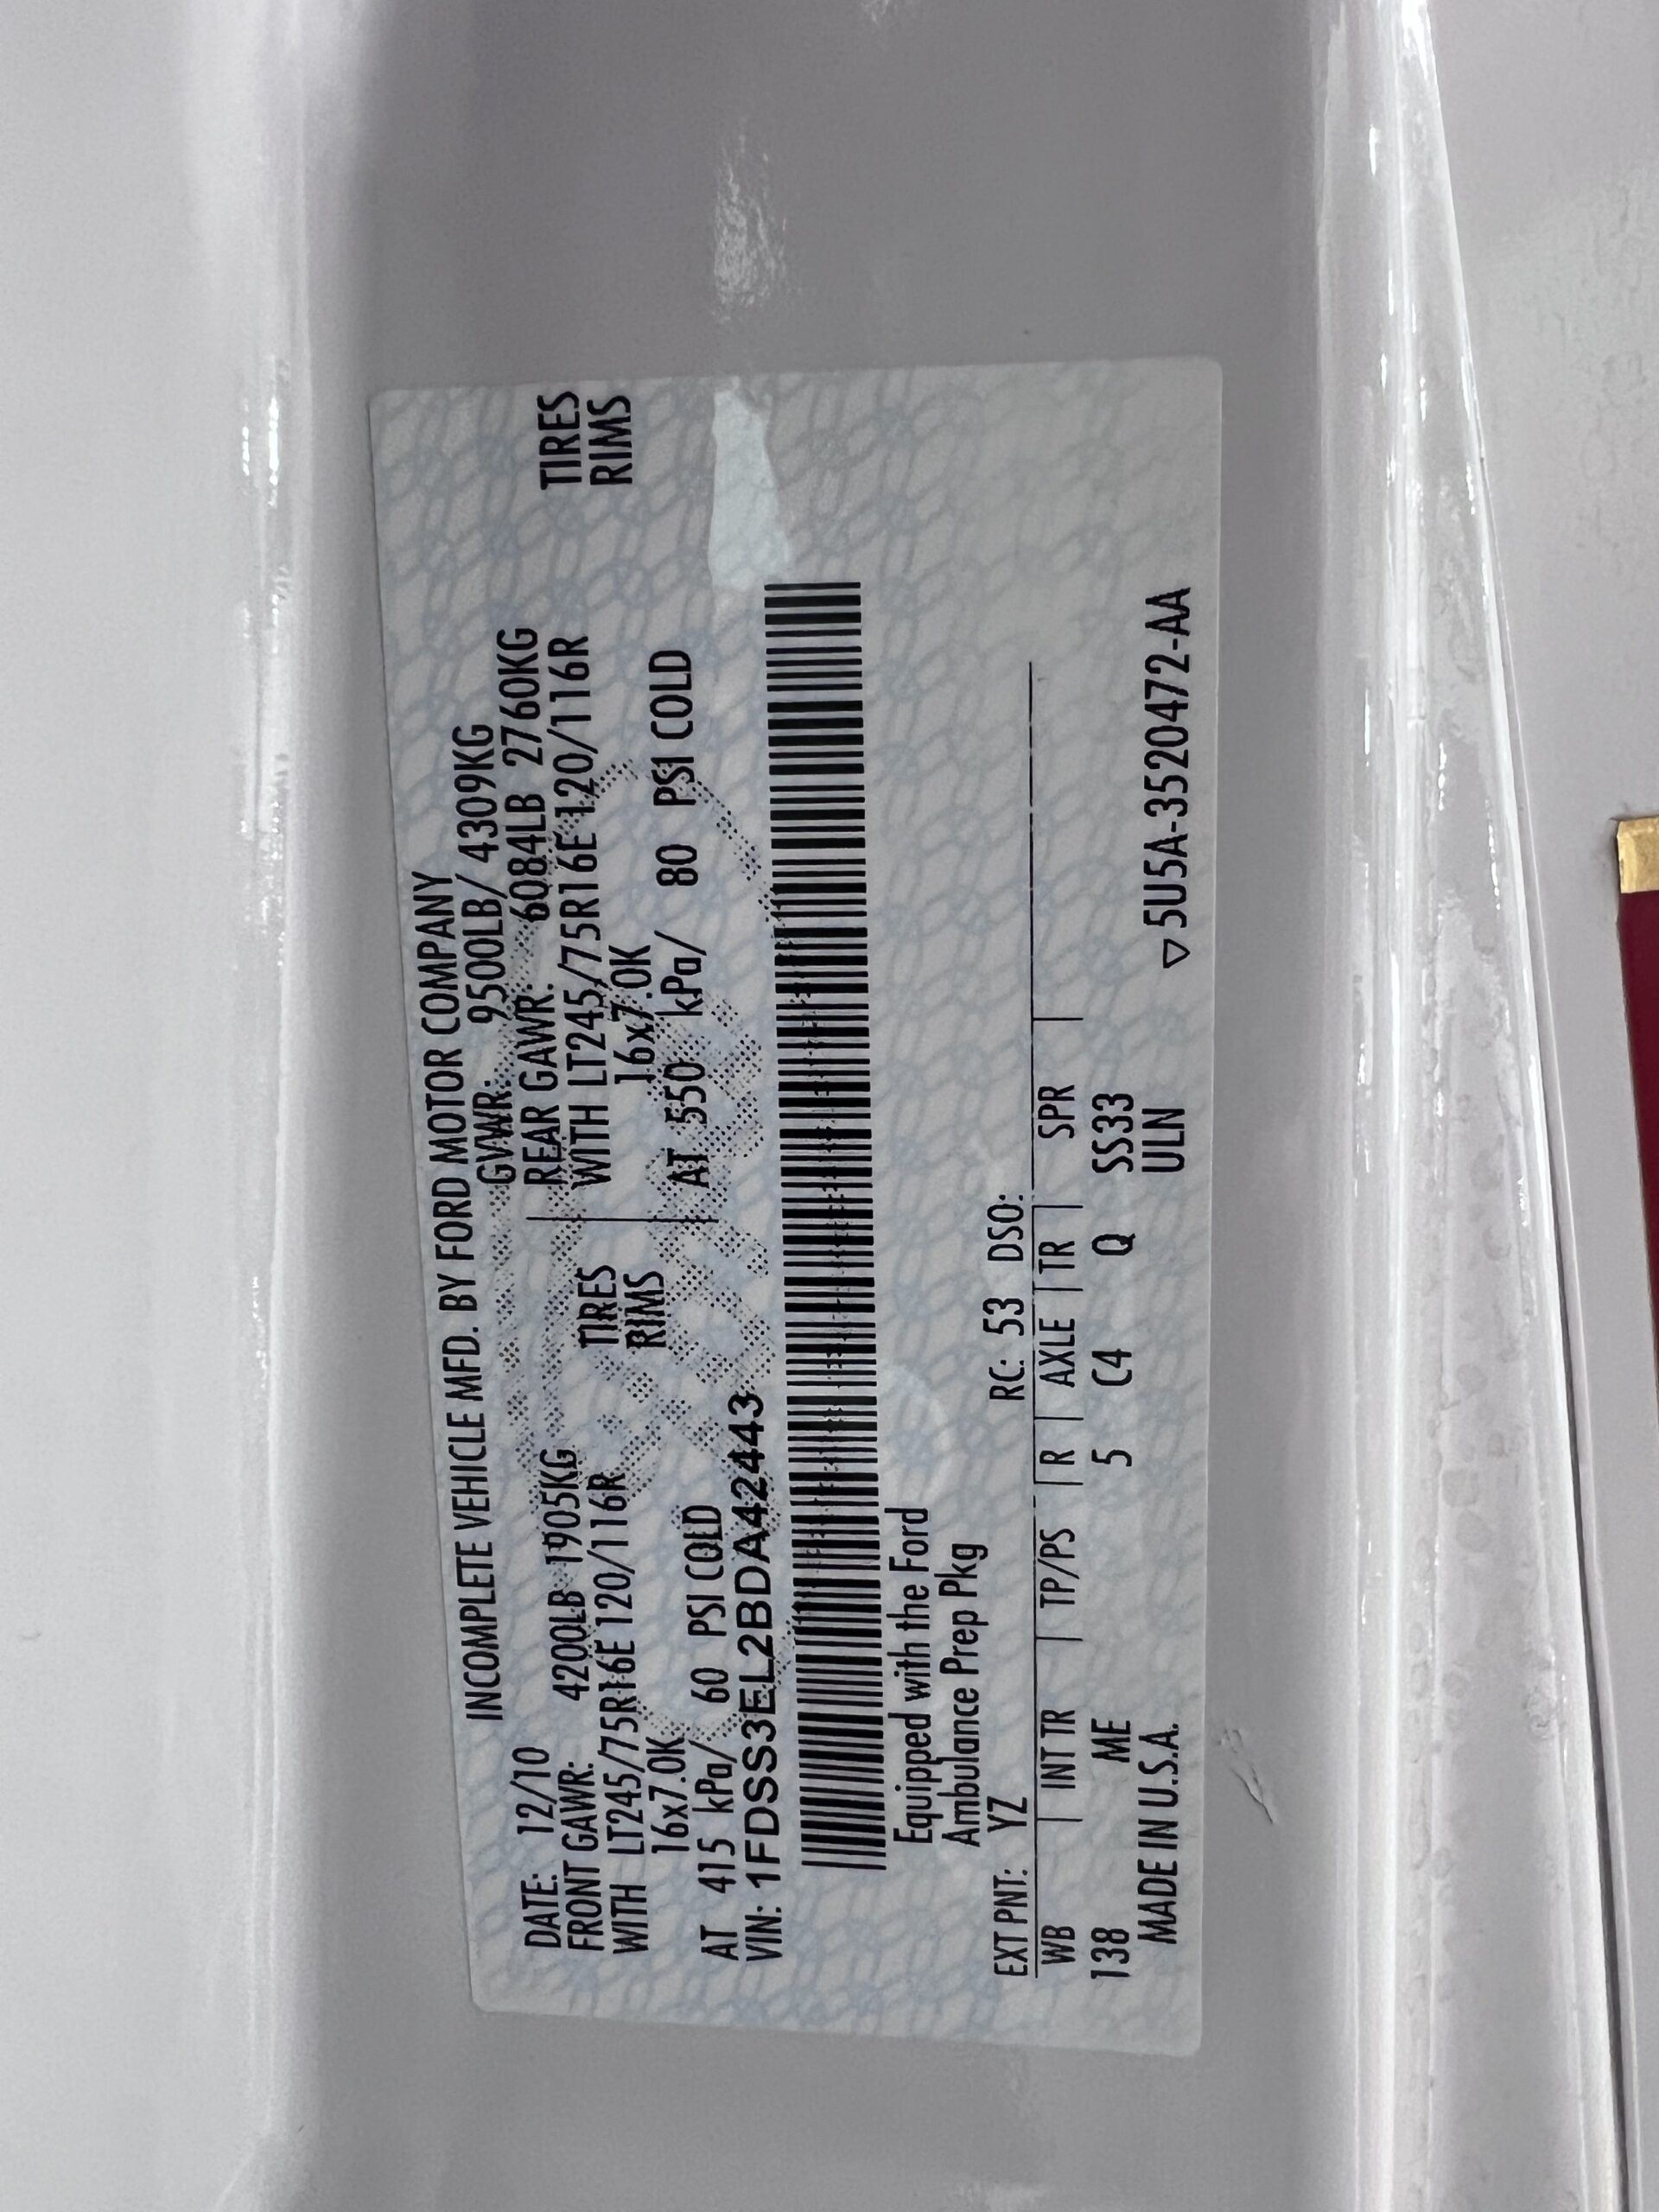 INCOMPLETE VEHICLE MFD. BY FORD MOTOR COMPANY
DATE: 12/10 GVWR: 9500LB/ 4309KG
FRONT GAWR: 4200LB 1905KG REAR GAWR: 6084LB 2760KG
WITH LT245/75R16E 120/116R TIRES WITH LT245/75R16E 120/116R TIRES
16x7.0K RIMS 16x7.0K RIMS
AT 415 kPa/ 60 PSI COLD AT 550 kPa/ 80 PSI COLD
VIN: 1FDSS3EL2BDA42443
Equipped with the Ford
Ambulance Prep Pkg
EXT PNT: YZ RC: 53 DSO:
WB INT TR TP/PS R AXLE TR SPR
138 ME 5 C4 Q SS33
MADE IN U.S.A. ULN
▽5U5A-3520472-AA